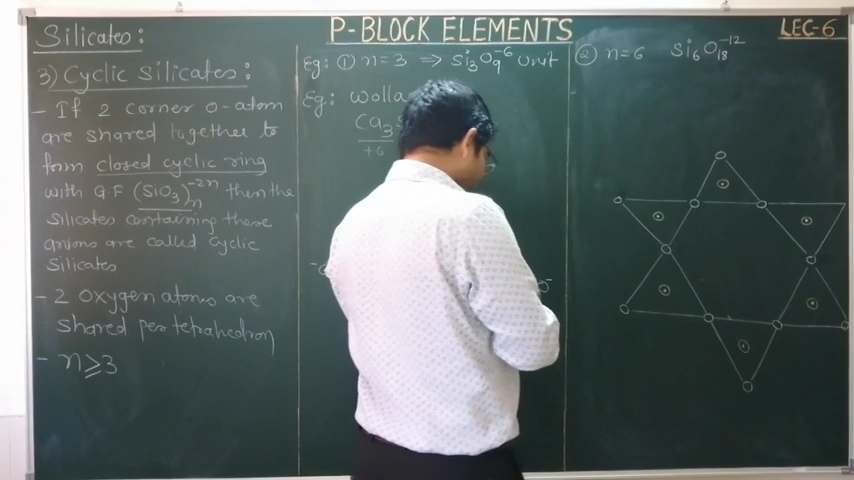 P-BLOCK ELEMENTS
LEC-6
Silicates:
3) Cyclic Silicates:
- If 2 corner O-atom
are shared together to
form closed cyclic ring
with G.F (SiO₃)ₙ⁻²ⁿ then the
Silicates containing these
anions are called cyclic
Silicates
- 2 oxygen atoms are
shared per tetrahedron
- n≥3
Eg: ① n=3 ⇒ Si₃O₉⁻⁶ unit
Eg:
Ca₃
+6
② n=6 Si₆O₁₈⁻¹²